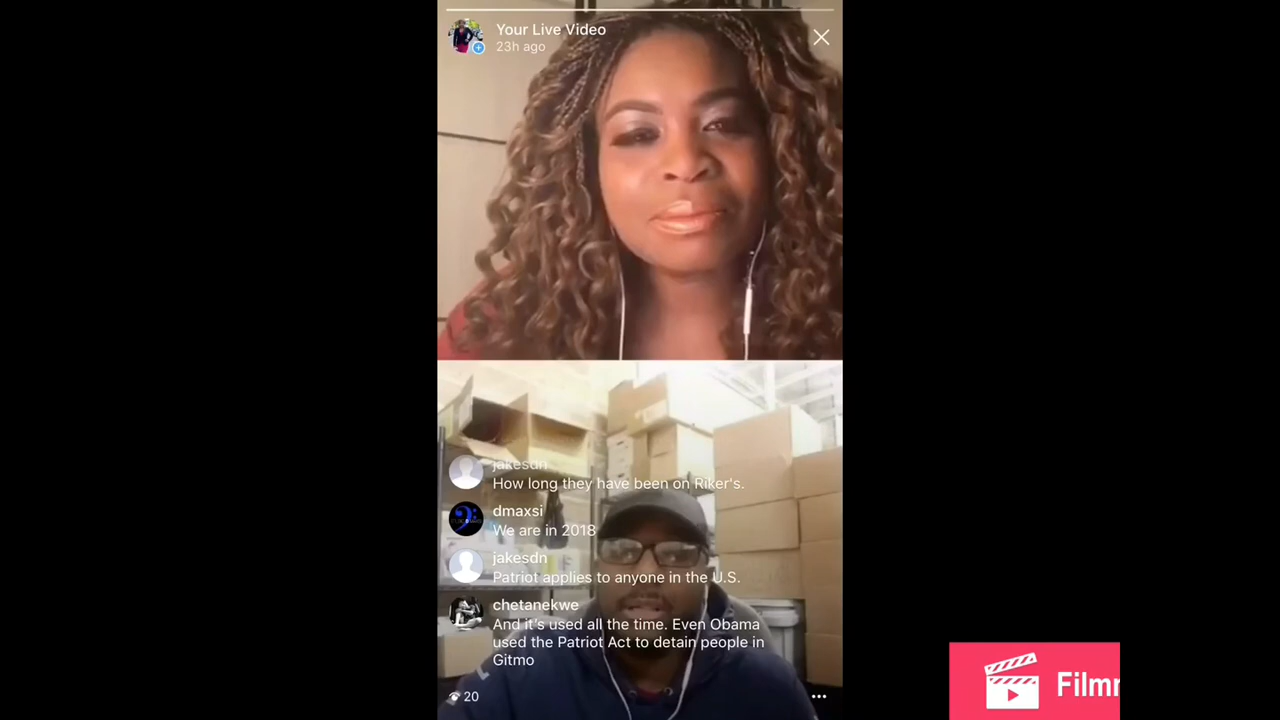 Your Live Video
23h ago
jakesdn
How long they have been on Riker's.
dmaxsi
We are in 2018
jakesdn
Patriot applies to anyone in the U.S.
chetanekwe
And it's used all the time. Even Obama
used the Patriot Act to detain people in
Gitmo
20